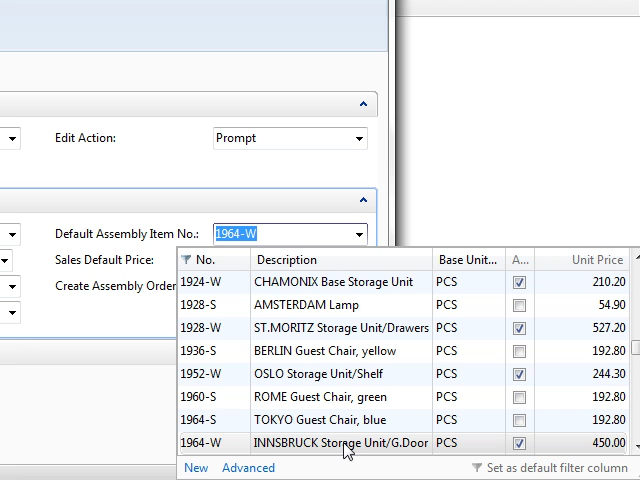 Edit Action: Prompt
Default Assembly Item No.: 1964-W
Sales Default Price:
Create Assembly Order
No. Description Base Unit... A... Unit Price
1924-W CHAMONIX Base Storage Unit PCS 210.20
1928-S AMSTERDAM Lamp PCS 54.90
1928-W ST.MORITZ Storage Unit/Drawers PCS 527.20
1936-S BERLIN Guest Chair, yellow PCS 192.80
1952-W OSLO Storage Unit/Shelf PCS 244.30
1960-S ROME Guest Chair, green PCS 192.80
1964-S TOKYO Guest Chair, blue PCS 192.80
1964-W INNSBRUCK Storage Unit/G.Door PCS 450.00
New Advanced Set as default filter column